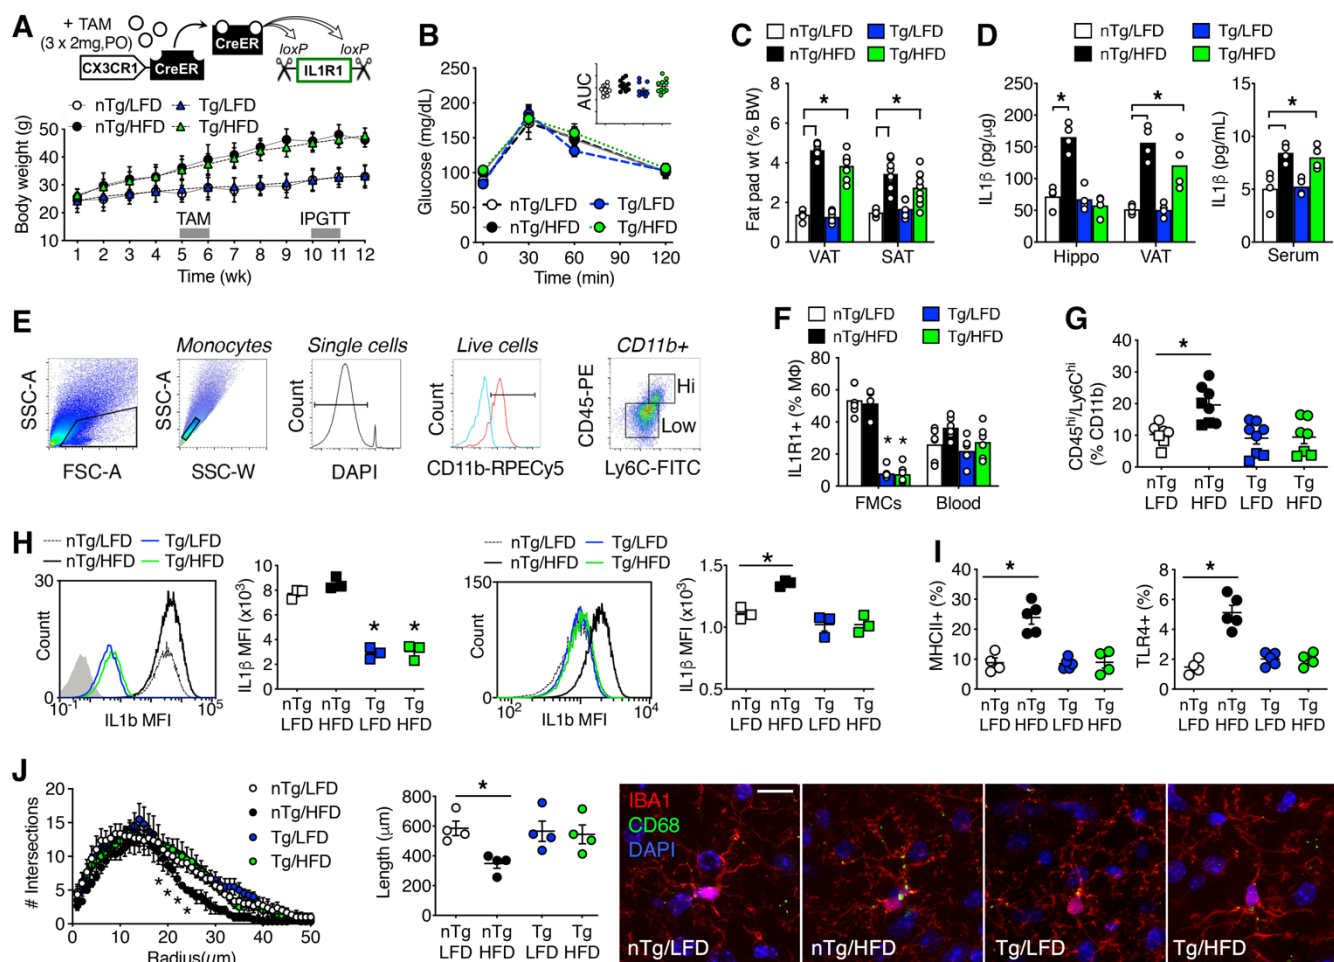 A
+ TAM
(3 x 2mg,PO)
CreER
loxP
loxP
CX3CR1
CreER
IL1R1
nTg/LFD
Tg/LFD
nTg/HFD
Tg/HFD
Body weight (g)
50
40
30
20
10
TAM
IPGTT
1 2 3 4 5 6 7 8 9 10 11 12
Time (wk)
B
Glucose (mg/dL)
250
200
150
100
50
0
AUC
nTg/LFD
Tg/LFD
nTg/HFD
Tg/HFD
0 30 60 120
Time (min)
C
nTg/LFD
Tg/LFD
nTg/HFD
Tg/HFD
Fat pad wt (% BW)
8
6
4
2
0
*
*
VAT
SAT
D
nTg/LFD
Tg/LFD
nTg/HFD
Tg/HFD
IL1β (pg/µg)
250
200
150
100
50
0
*
*
Hippo
VAT
IL1β (pg/mL)
15
10
5
0
*
Serum
E
SSC-A
FSC-A
Monocytes
SSC-A
SSC-W
Single cells
Count
DAPI
Live cells
Count
CD11b-RPECy5
CD11b+
CD45-PE
Hi
Low
Ly6C-FITC
F
nTg/LFD
Tg/LFD
nTg/HFD
Tg/HFD
IL1R1+ (% MΦ)
80
60
40
20
0
* *
FMCs
Blood
G
CD45hi/Ly6Chi
(% CD11b)
40
30
20
10
0
*
nTg nTg Tg Tg
LFD HFD LFD HFD
H
nTg/LFD
Tg/LFD
nTg/HFD
Tg/HFD
Count
30
0
10-1
105
IL1b MFI
IL1β MFI (x103)
10
8
6
4
2
0
* *
nTg nTg Tg Tg
LFD HFD LFD HFD
nTg/LFD
Tg/LFD
nTg/HFD
Tg/HFD
Count
150
0
102
104
IL1b MFI
IL1β MFI (x103)
1.5
1.0
0.5
*
nTg nTg Tg Tg
LFD HFD LFD HFD
I
MHCII+ (%)
40
30
20
10
0
*
nTg nTg Tg Tg
LFD HFD LFD HFD
TLR4+ (%)
8
6
4
2
0
*
nTg nTg Tg Tg
LFD HFD LFD HFD
J
# Intersections
20
15
10
5
0
nTg/LFD
nTg/HFD
Tg/LFD
Tg/HFD
* * * *
0 10 20 30 40 50
Radius(µm)
Length (µm)
800
600
400
200
0
*
nTg nTg Tg Tg
LFD HFD LFD HFD
IBA1
CD68
DAPI
nTg/LFD
nTg/HFD
Tg/LFD
Tg/HFD